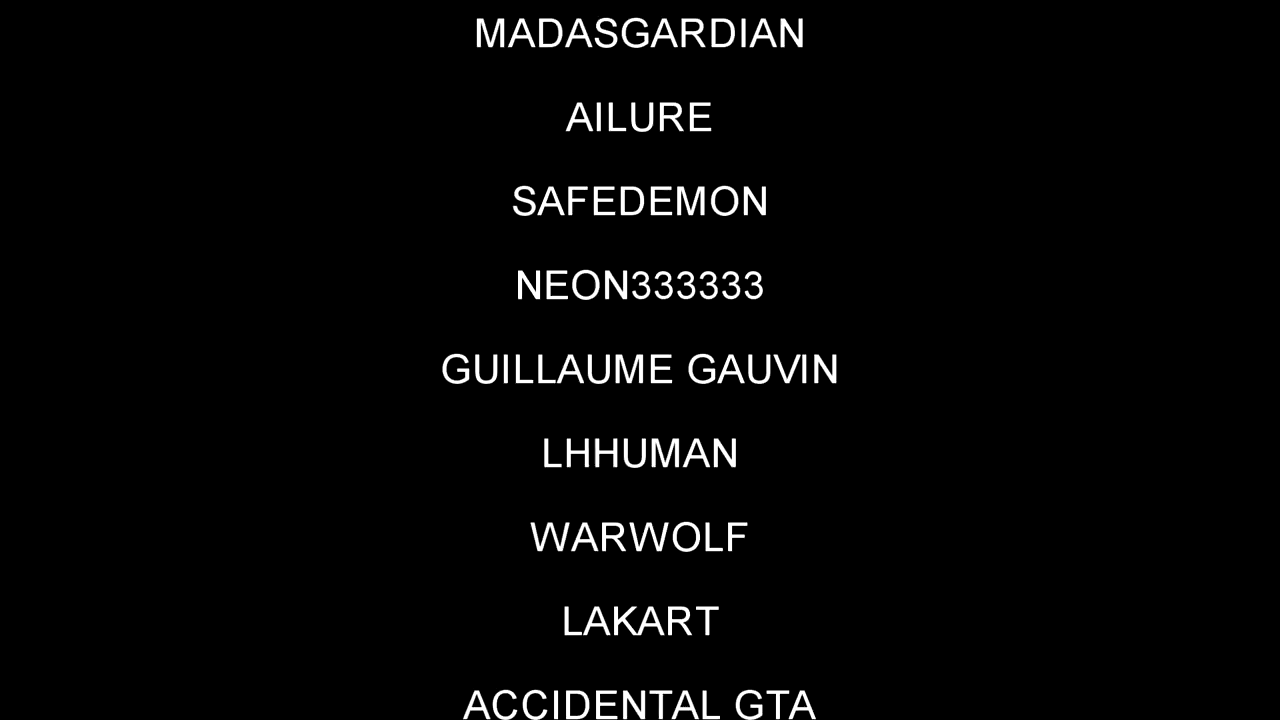 MADASGARDIAN
AILURE
SAFEDEMON
NEON333333
GUILLAUME GAUVIN
LHHUMAN
WARWOLF
LAKART
ACCIDENTAL GTA